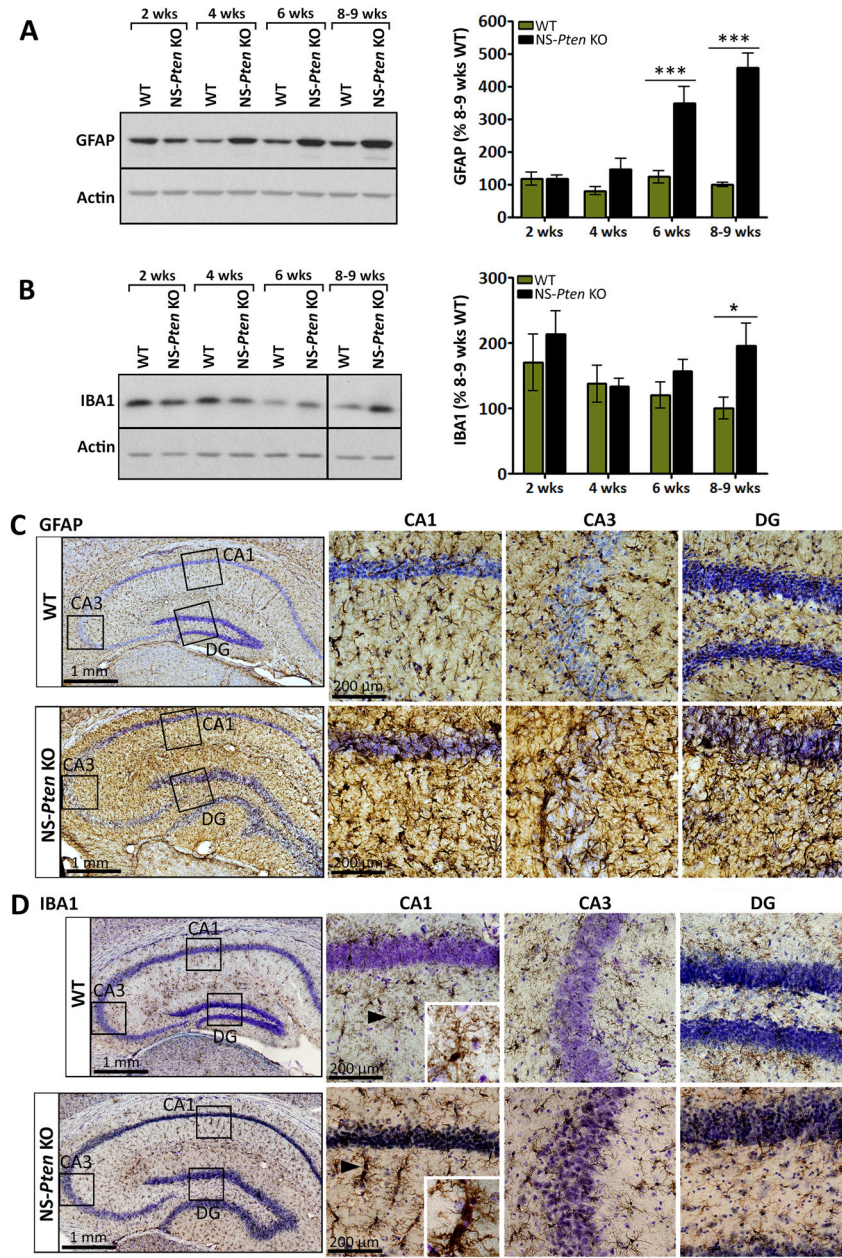 A
2 wks 4 wks 6 wks 8-9 wks
WT NS-Pten KO WT NS-Pten KO WT NS-Pten KO WT NS-Pten KO
GFAP
Actin
GFAP (% 8-9 wks WT)
600
500
400
300
200
100
0
WT
NS-Pten KO
*** ***
2 wks 4 wks 6 wks 8-9 wks
B
2 wks 4 wks 6 wks 8-9 wks
WT NS-Pten KO WT NS-Pten KO WT NS-Pten KO WT NS-Pten KO
IBA1
Actin
IBA1 (% 8-9 wks WT)
300
200
100
0
WT
NS-Pten KO
*
2 wks 4 wks 6 wks 8-9 wks
C GFAP
CA1 CA3 DG
WT
CA1
CA3
DG
1 mm
200 µm
NS-Pten KO
CA1
CA3
DG
1 mm
200 µm
D IBA1
CA1 CA3 DG
WT
CA1
CA3
DG
1 mm
200 µm
NS-Pten KO
CA1
CA3
DG
1 mm
200 µm